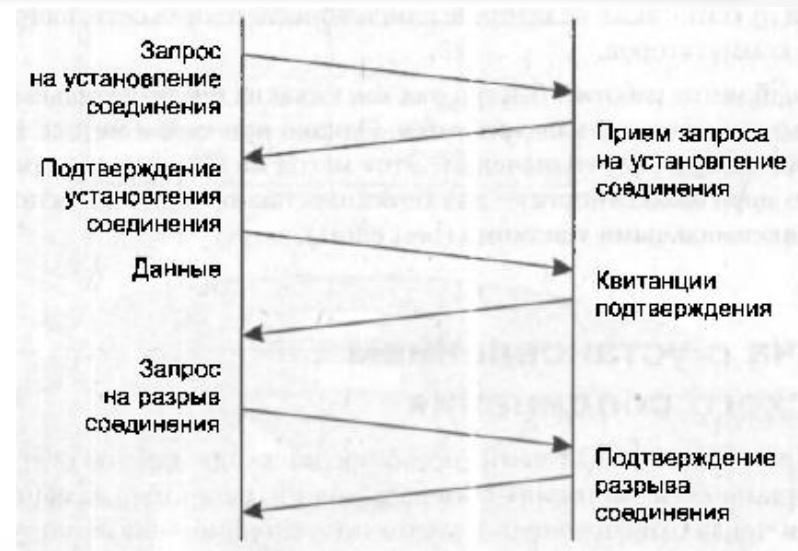 Запрос
на установление
соединения
Прием запроса
на установление
соединения
Подтверждение
установления
соединения
Данные
Квитанции
подтверждения
Запрос
на разрыв
соединения
Подтверждение
разрыва
соединения